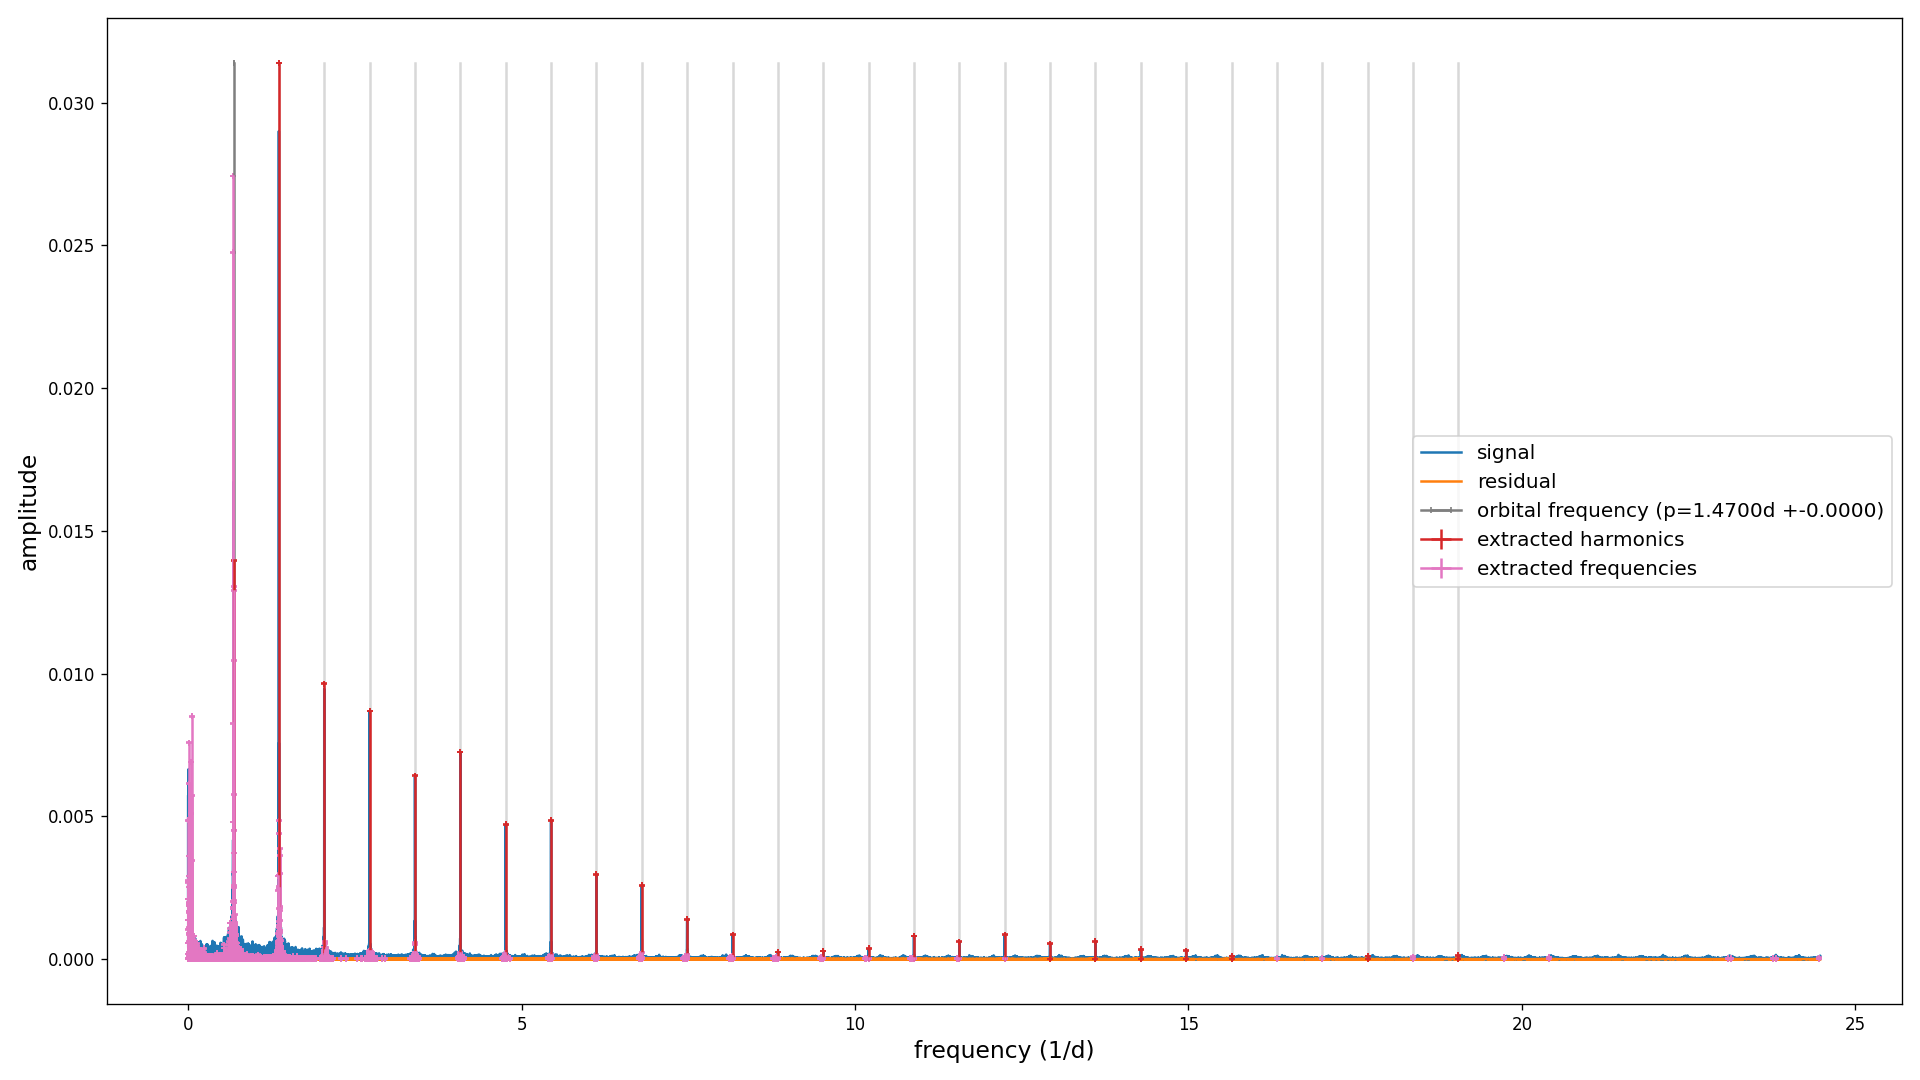 0.030
0.025
0.020
0.015
0.010
0.005
0.000
amplitude
signal
residual
orbital frequency (p=1.4700d +-0.0000)
extracted harmonics
extracted frequencies
0 5 10 15 20 25
frequency (1/d)